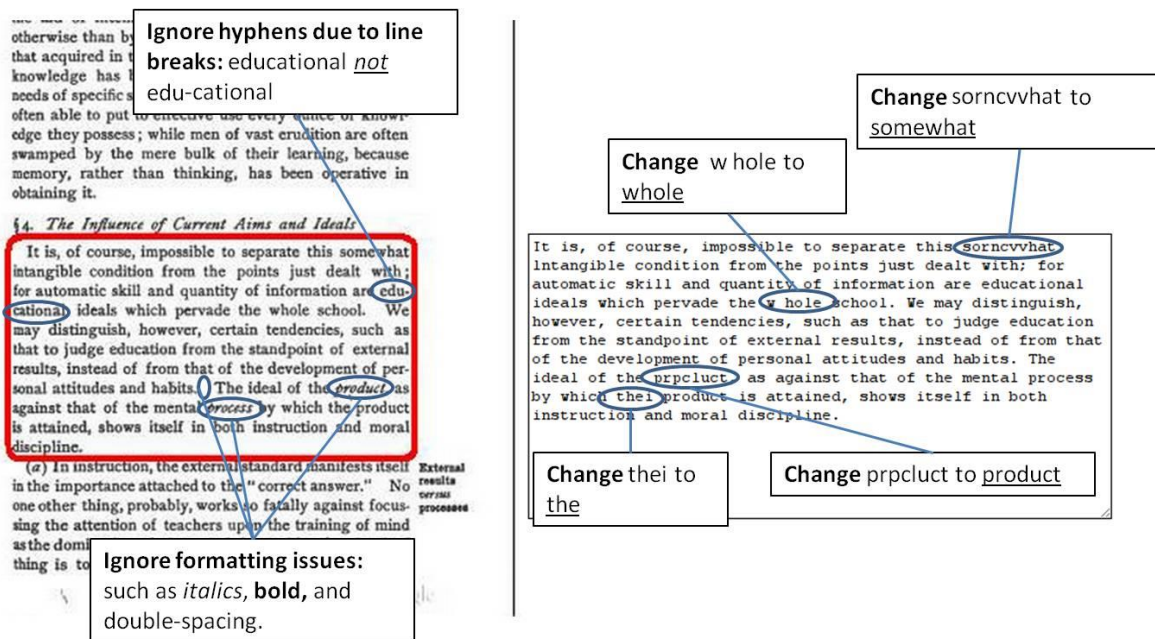 otherwise than by
that acquired in
knowledge has
needs of specific
often able to put to effective use every ounce of knowl-
edge they possess; while men of vast erudition are often
swamped by the mere bulk of their learning, because
memory, rather than thinking, has been operative in
obtaining it.
§4. The Influence of Current Aims and Ideals
It is, of course, impossible to separate this somewhat
intangible condition from the points just dealt with;
for automatic skill and quantity of information are edu-
cational ideals which pervade the whole school. We
may distinguish, however, certain tendencies, such as
that to judge education from the standpoint of external
results, instead of from that of the development of per-
sonal attitudes and habits. The ideal of the product as
against that of the mental process by which the product
is attained, shows itself in both instruction and moral
discipline.
(a) In instruction, the external standard manifests itself
in the importance attached to the "correct answer." No
one other thing, probably, works so fatally against focus-
sing the attention of teachers upon the training of mind
as the domi
thing is to
External
results
versus
processes
Ignore hyphens due to line
breaks: educational not
edu-cational
Ignore formatting issues:
such as italics, bold, and
double-spacing.
Change sorncvvhat to
somewhat
Change w hole to
whole
It is, of course, impossible to separate this sorncvvhat
lntangible condition from the points just dealt with; for
automatic skill and quantity of information are educational
ideals which pervade the w hole school. We may distinguish,
however, certain tendencies, such as that to judge education
from the standpoint of external results, instead of from that
of the development of personal attitudes and habits. The
ideal of the prpcluct as against that of the mental process
by which thei product is attained, shows itself in both
instruction and moral discipline.
Change thei to
the
Change prpcluct to product